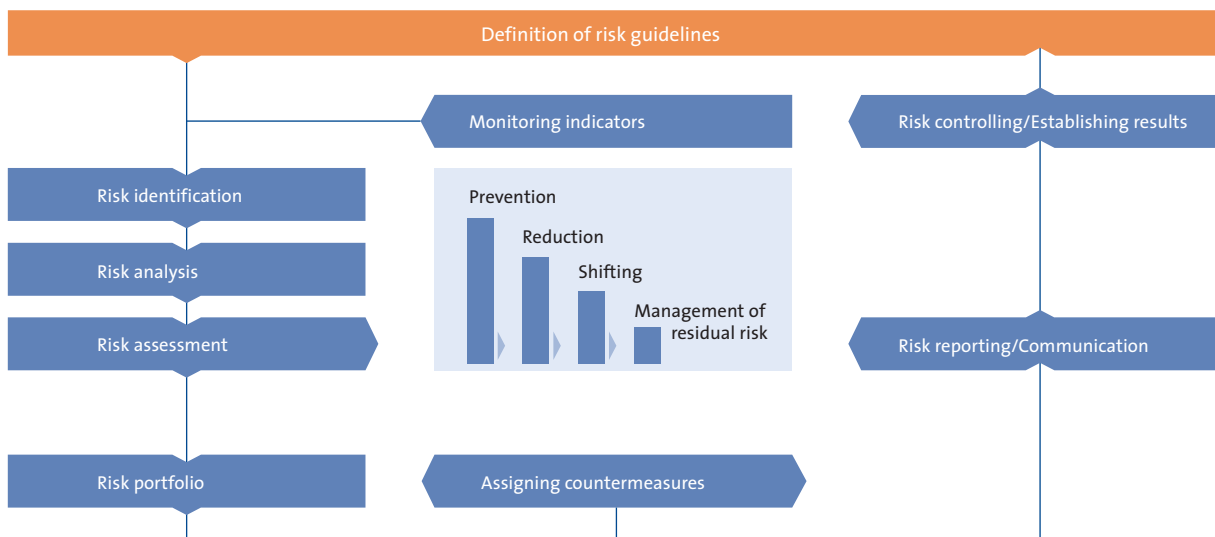 Definition of risk guidelines
Monitoring indicators
Risk controlling/Establishing results
Risk identification
Prevention
Reduction
Risk analysis
Shifting
Management of
residual risk
Risk assessment
Risk reporting/Communication
Risk portfolio
Assigning countermeasures